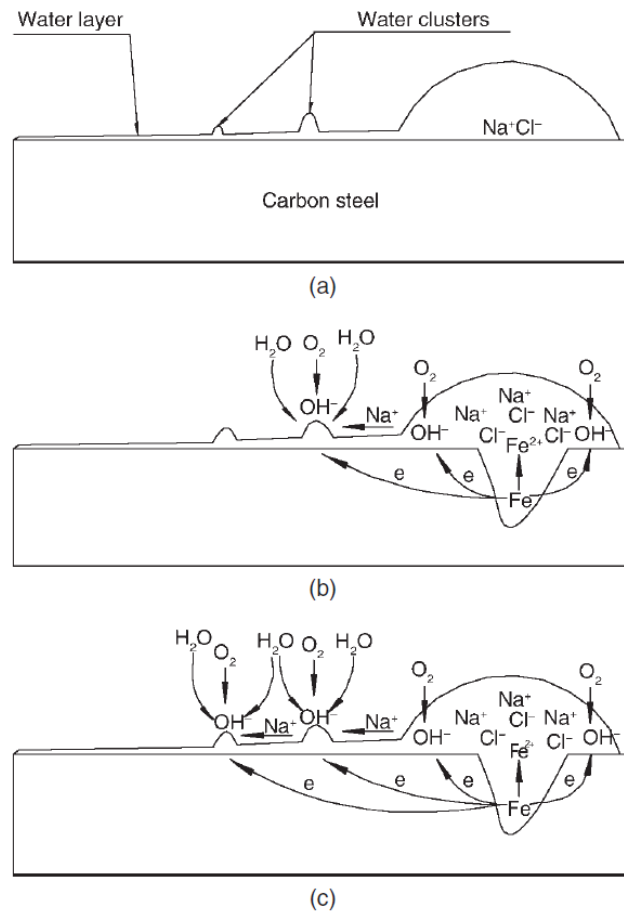 Water layer Water clusters
Na⁺Cl⁻
Carbon steel
(a)
H₂O O₂ H₂O
O₂ O₂
OH⁻ Na⁺ Na⁺ Cl⁻ Na⁺
OH⁻ Cl⁻ Fe²⁺ Cl⁻ OH⁻
e e e
Fe
(b)
H₂O O₂ H₂O O₂ H₂O
O₂ O₂
Na⁺
OH⁻ Na⁺ OH⁻ Na⁺ Na⁺ Cl⁻ Na⁺
OH⁻ Cl⁻ Fe²⁺ Cl⁻ OH⁻
e e e e
Fe
(c)